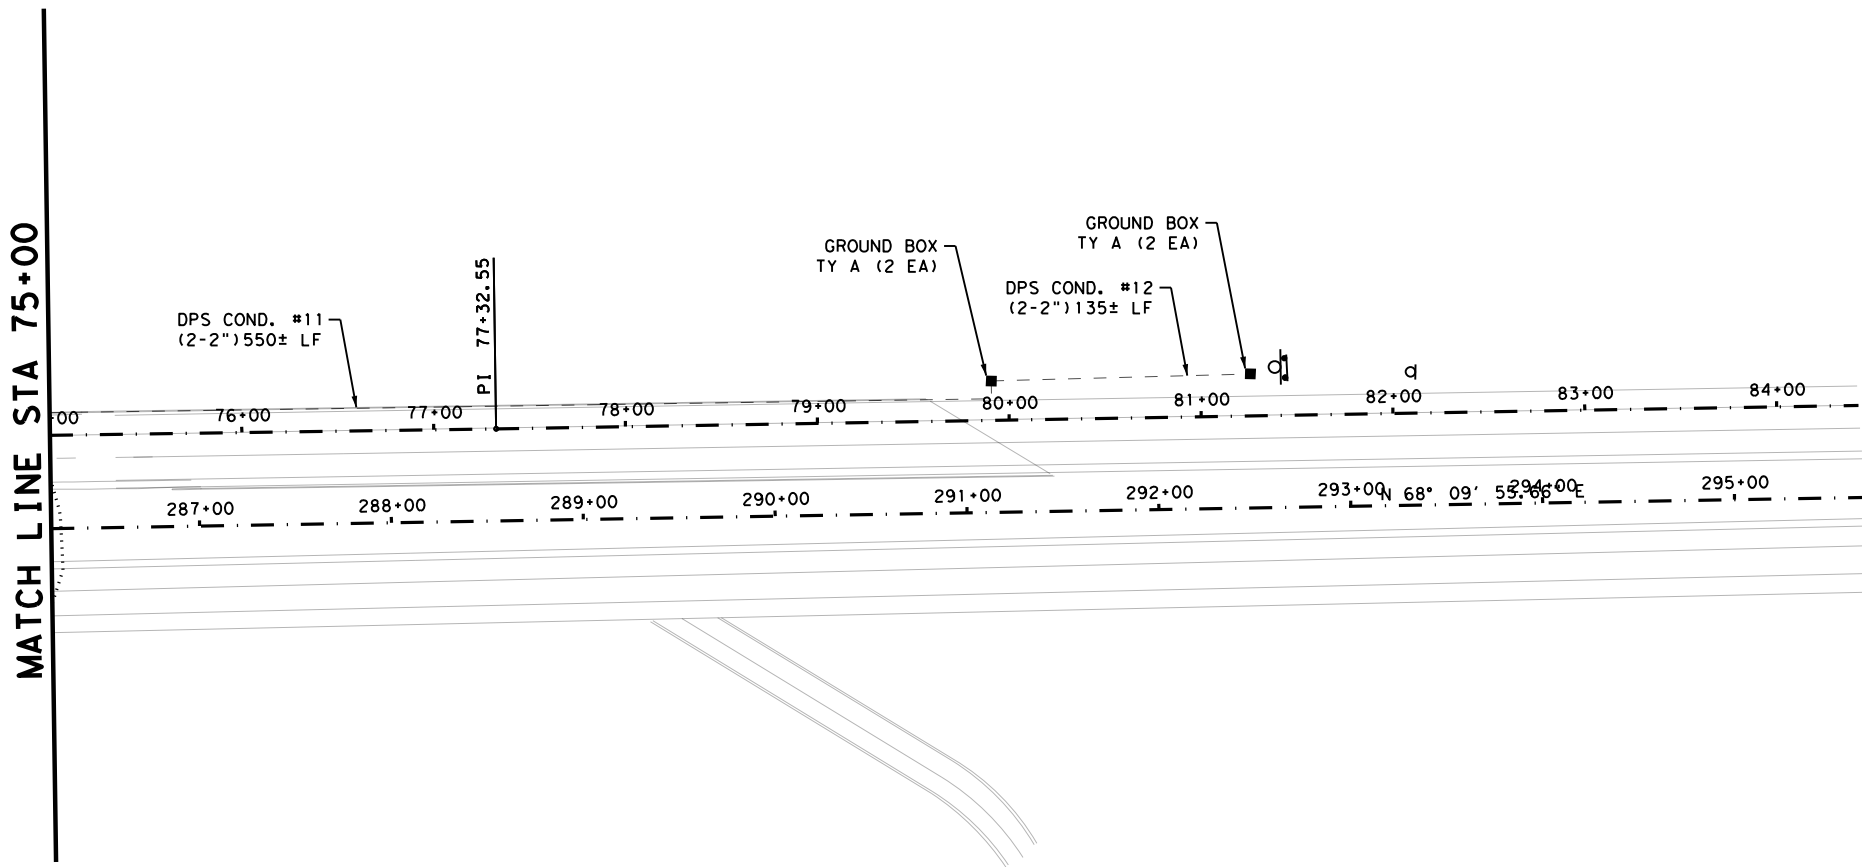 MATCH LINE STA 75+00
GROUND BOX
TY A (2 EA)
GROUND BOX
TY A (2 EA)
DPS COND. #12
(2-2")135± LF
DPS COND. #11
(2-2")550± LF
PI 77+32.55
00
76+00
77+00
78+00
79+00
80+00
81+00
82+00
83+00
84+00
287+00
288+00
289+00
290+00
291+00
292+00
293+00
N 68° 09' 55.66" E
294+00
295+00